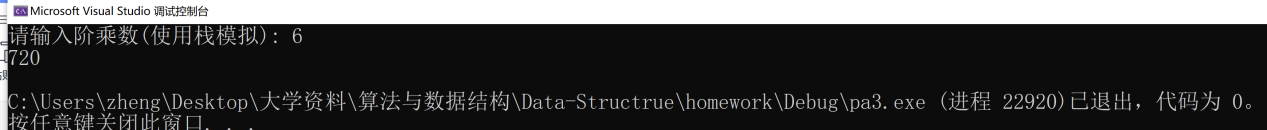 Microsoft Visual Studio 调试控制台
请输入阶乘数(使用栈模拟): 6
720
C:\Users\zheng\Desktop\大学资料\算法与数据结构\Data-Structrue\homework\Debug\pa3.exe (进程 22920)已退出，代码为 0。
按任意键关闭此窗口. . .